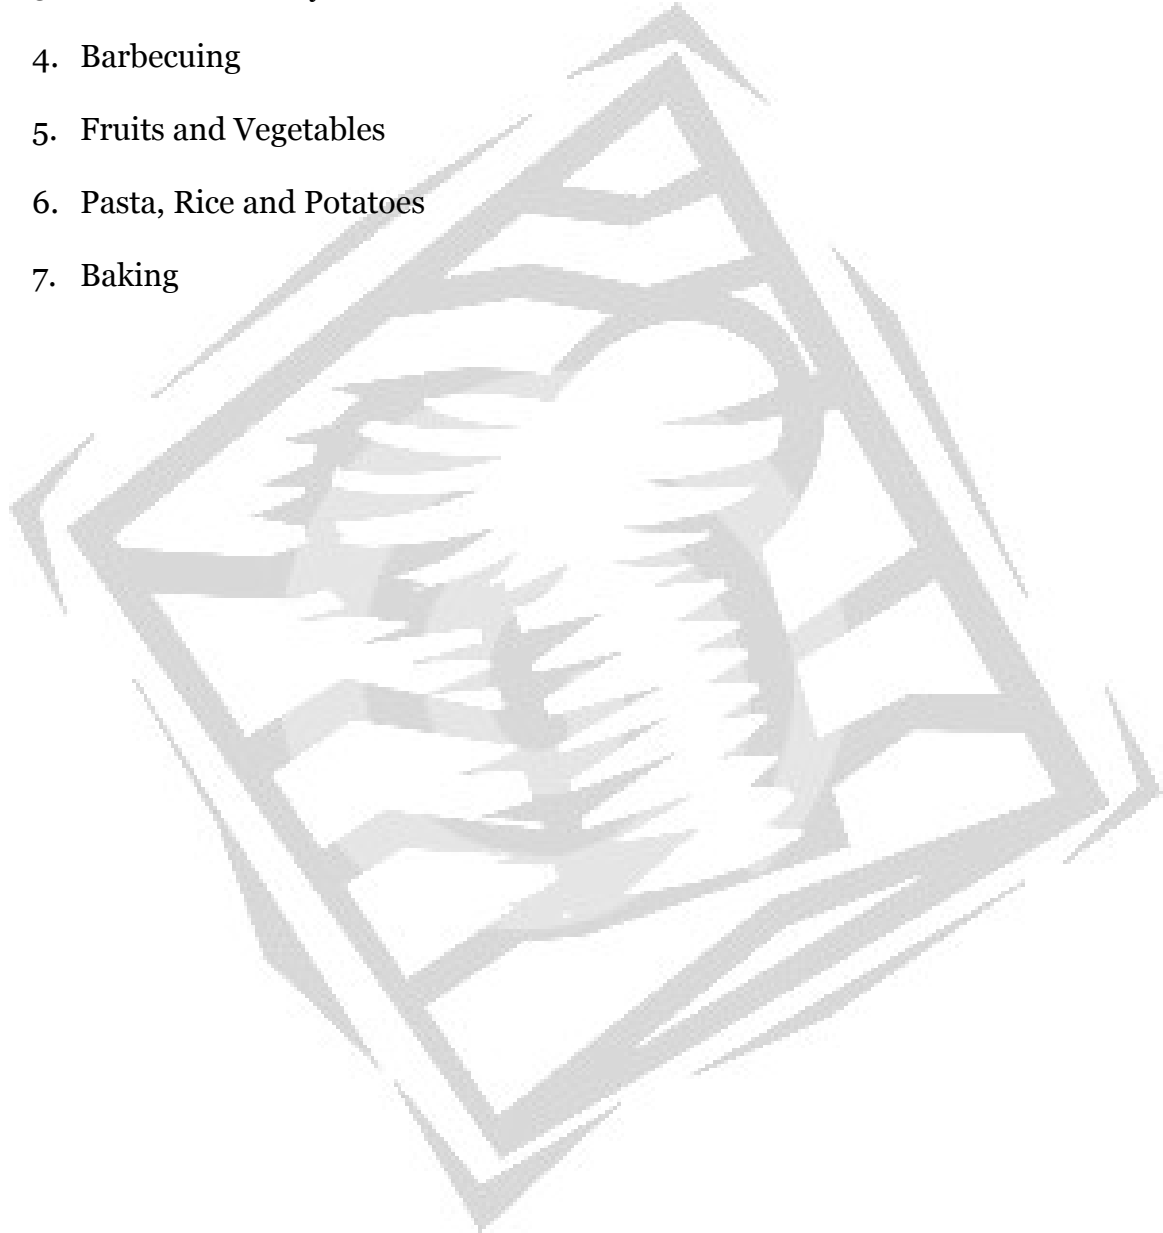 4. Barbecuing
5. Fruits and Vegetables
6. Pasta, Rice and Potatoes
7. Baking